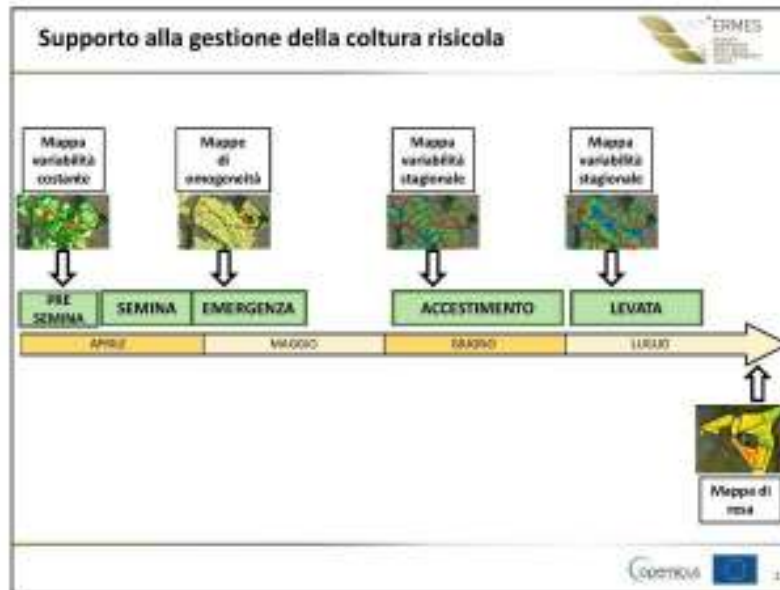 Supporto alla gestione della coltura risicola
ERMES
Mappa
variabilità
costante
Mappe
di
omogeneità
Mappa
variabilità
stagionale
Mappa
variabilità
stagionale
PRE
SEMINA
SEMINA
EMERGENZA
ACCESTIMENTO
LEVATA
APRILE
MAGGIO
GIUGNO
LUGLIO
Mappe di
resa
Copernicus